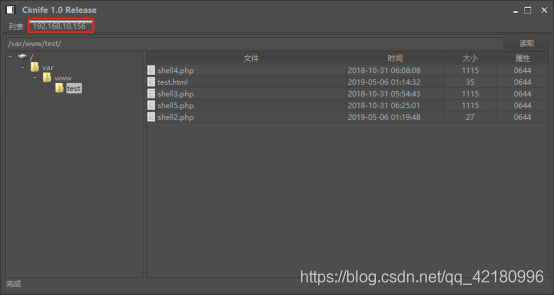 Cknife 1.0 Release
列表 192.168.10.156
/var/www/test/ 读取
/
var
www
test
文件 时间 大小 属性
shell4.php 2018-10-31 06:08:08 1115 0644
test.html 2019-05-06 01:14:32 35 0644
shell3.php 2018-10-31 05:54:43 1115 0644
shell5.php 2018-10-31 06:25:01 1115 0644
shell2.php 2019-05-06 01:19:48 27 0644
https://blog.csdn.net/qq_42180996
完成